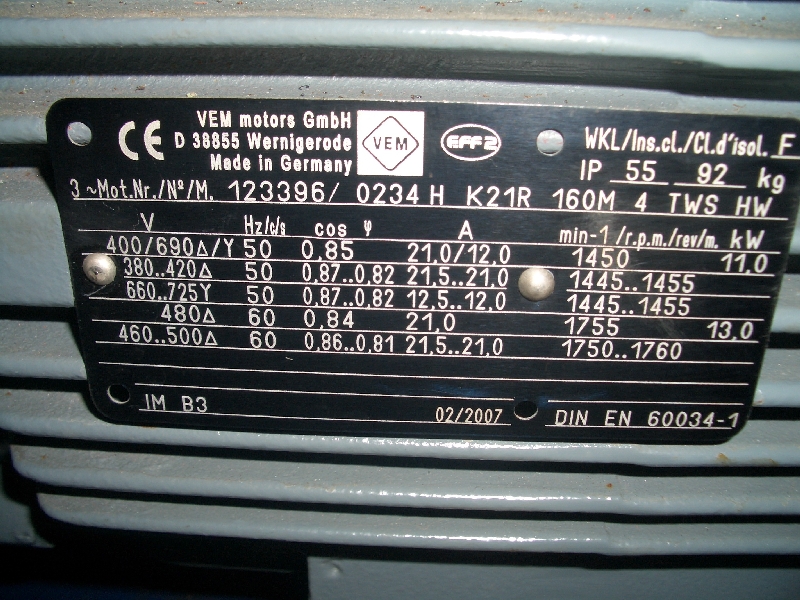 VEM motors GmbH
D 38855 Wernigerode
Made in Germany
CE
VEM
EFF2
WKL/Ins.cl./Cl.d'isol. F
IP 55 92 kg
3~Mot.Nr./Nº/M. 123396/ 0234 H K21R 160M 4 TWS HW
V Hz/c/s cos φ A min-1/r.p.m./rev/m. kW
400/690Δ/Y 50 0,85 21,0/12,0 1450 11,0
380..420Δ 50 0,87..0,82 21,5..21,0 1445..1455
660..725Y 50 0,87..0,82 12,5..12,0 1445..1455
480Δ 60 0,84 21,0 1755 13,0
460..500Δ 60 0,86..0,81 21,5..21,0 1750..1760
IM B3 02/2007 DIN EN 60034-1